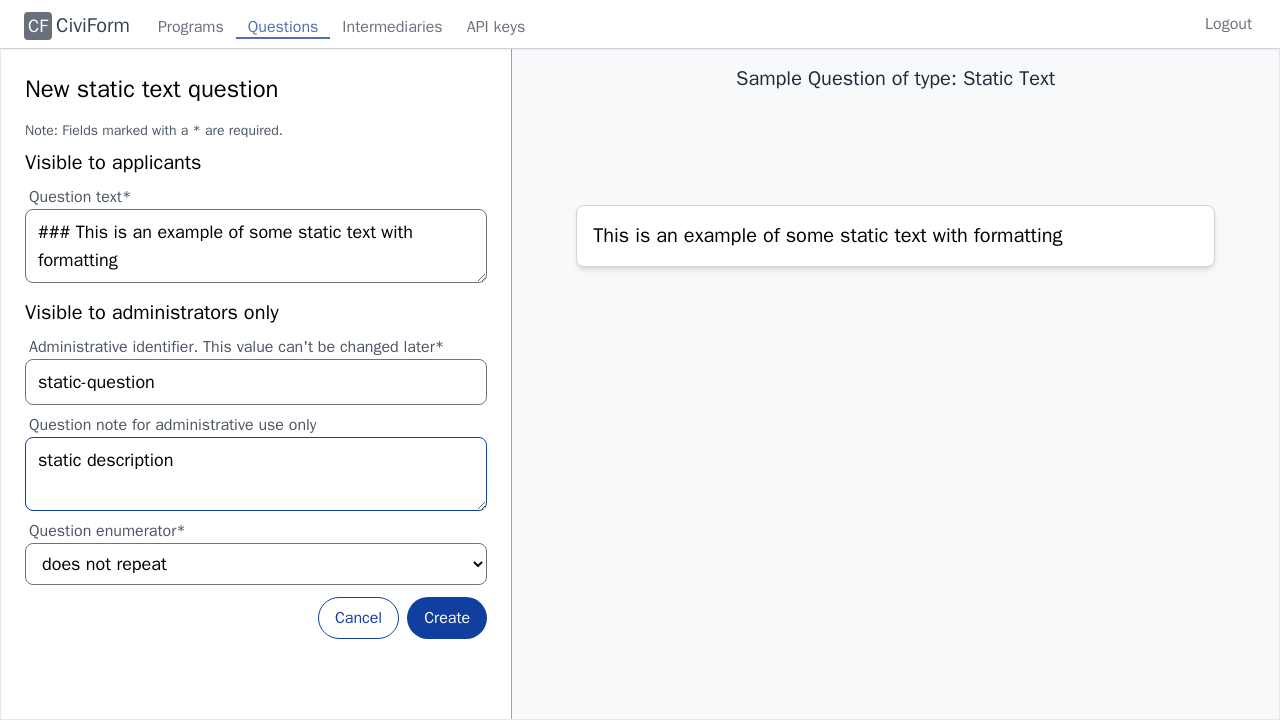 CF CiviForm Programs Questions Intermediaries API keys Logout
New static text question
Note: Fields marked with a * are required.
Visible to applicants
Question text*
### This is an example of some static text with
formatting
Visible to administrators only
Administrative identifier. This value can't be changed later*
static-question
Question note for administrative use only
static description
Question enumerator*
does not repeat
Cancel Create
Sample Question of type: Static Text
This is an example of some static text with formatting